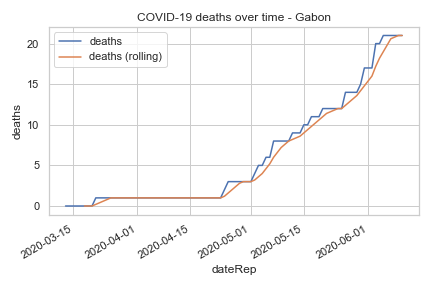 COVID-19 deaths over time - Gabon
deaths
deaths (rolling)
20
15
10
5
0
deaths
2020-03-15
2020-04-01
2020-04-15
2020-05-01
2020-05-15
2020-06-01
dateRep